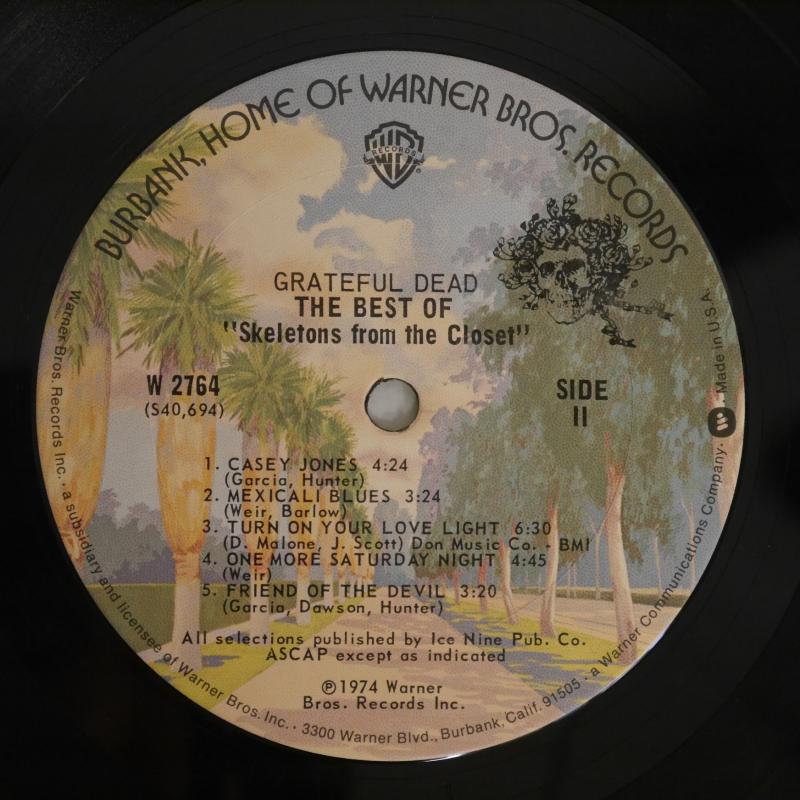 BURBANK, HOME OF WARNER BROS. RECORDS
RECORDS
GRATEFUL DEAD
THE BEST OF
"Skeletons from the Closet"
W 2764
(S40,694)
SIDE
II
1. CASEY JONES 4:24
(Garcia, Hunter)
2. MEXICALI BLUES 3:24
(Weir, Barlow)
3. TURN ON YOUR LOVE LIGHT 6:30
(D. Malone, J. Scott) Don Music Co. - BMI
4. ONE MORE SATURDAY NIGHT 4:45
(Weir)
5. FRIEND OF THE DEVIL 3:20
(Garcia, Dawson, Hunter)
All selections published by Ice Nine Pub. Co.
ASCAP except as indicated
℗1974 Warner
Bros. Records Inc.
Warner Bros. Records Inc. · a subsidiary and licensee of Warner Bros. Inc. · 3300 Warner Blvd., Burbank, Calif. 91505 · a Warner Communications Company. Made in U.S.A.